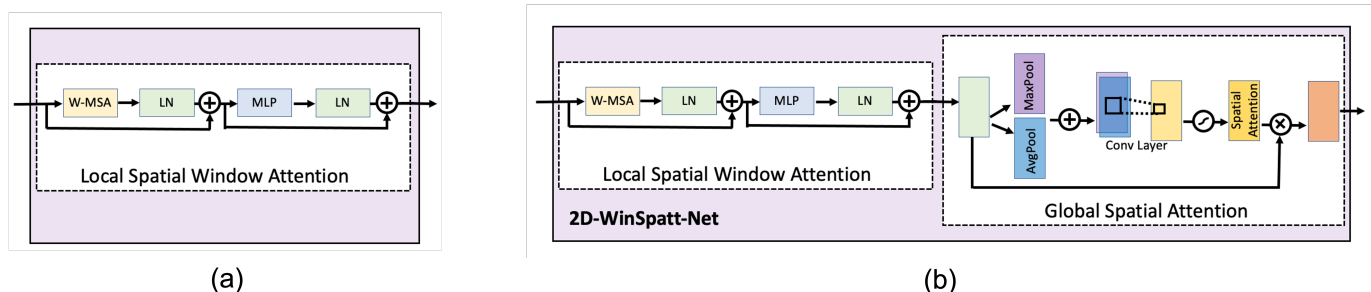 W-MSA LN + MLP LN +
Local Spatial Window Attention
(a)
W-MSA LN + MLP LN +
Local Spatial Window Attention
2D-WinSpatt-Net
MaxPool
AvgPool
+
Conv Layer
Spatial
Attention
×
Global Spatial Attention
(b)